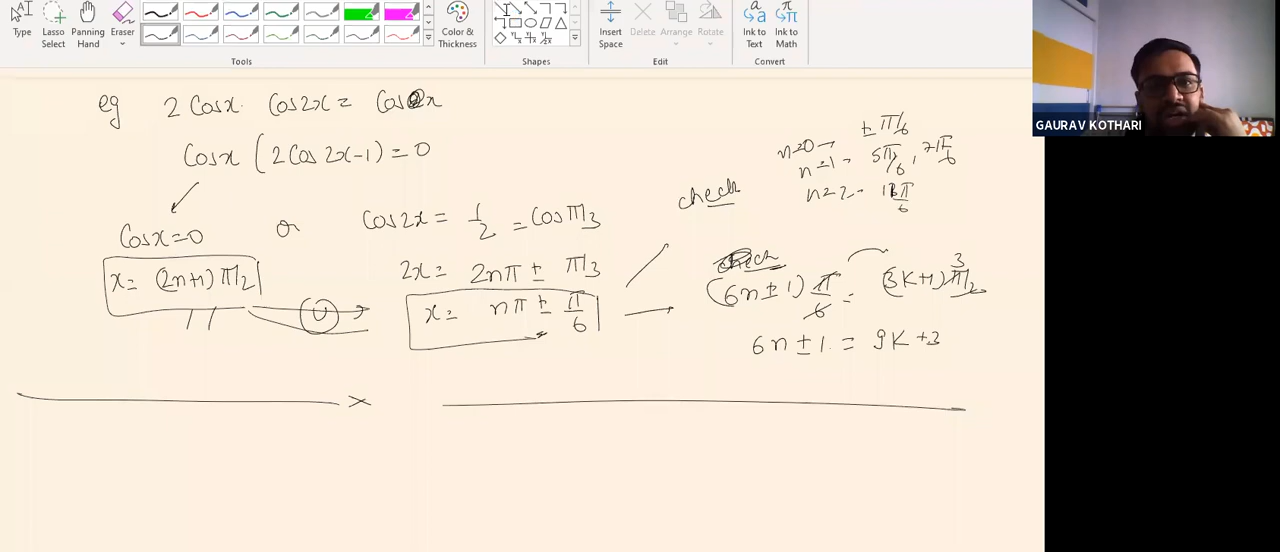 Type
Lasso
Select
Panning
Hand
Eraser
Color &
Thickness
Insert
Space
Delete
Arrange
Rotate
Ink to
Text
Ink to
Math
Tools
Shapes
Edit
Convert
GAURAV KOTHARI
eg 2 Cosx. Cos2x = Cosx
Cosx (2Cos2x-1) = 0
Cosx=0 or Cos2x = 1/2 = Cosπ/3
x = (2n+1)π/2
2x = 2nπ ± π/3
x = nπ ± π/6
check
n=0 → ± π/6
n=1 - 5π/6, 7π/6
n=2 -
check
(6n±1) π/6 = (3K+1) π/2 3
6n ± 1 = 9K + 3